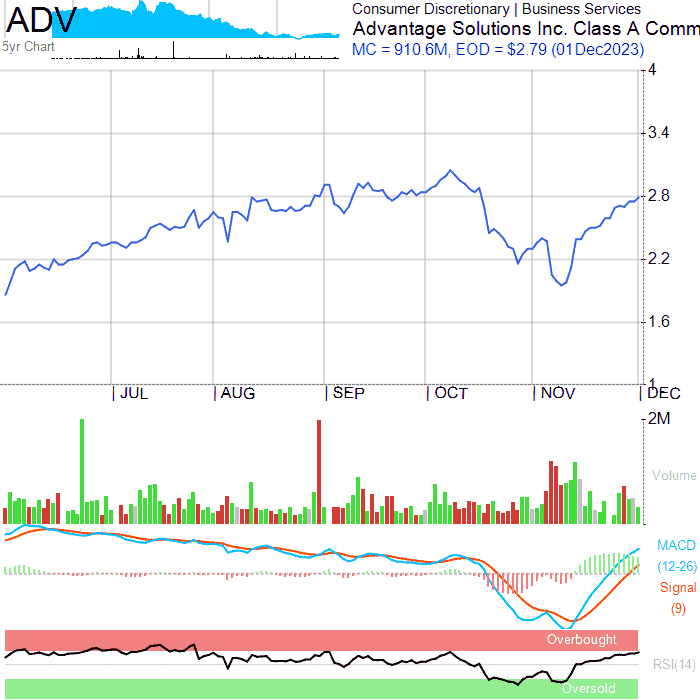 ADV
5yr Chart
Consumer Discretionary | Business Services
Advantage Solutions Inc. Class A Comm
MC = 910.6M, EOD = $2.79 (01Dec2023)
4
3.4
2.8
2.2
1.6
1
JUL AUG SEP OCT NOV DEC
2M
Volume
MACD
(12-26)
Signal
(9)
Overbought
RSI(14)
Oversold